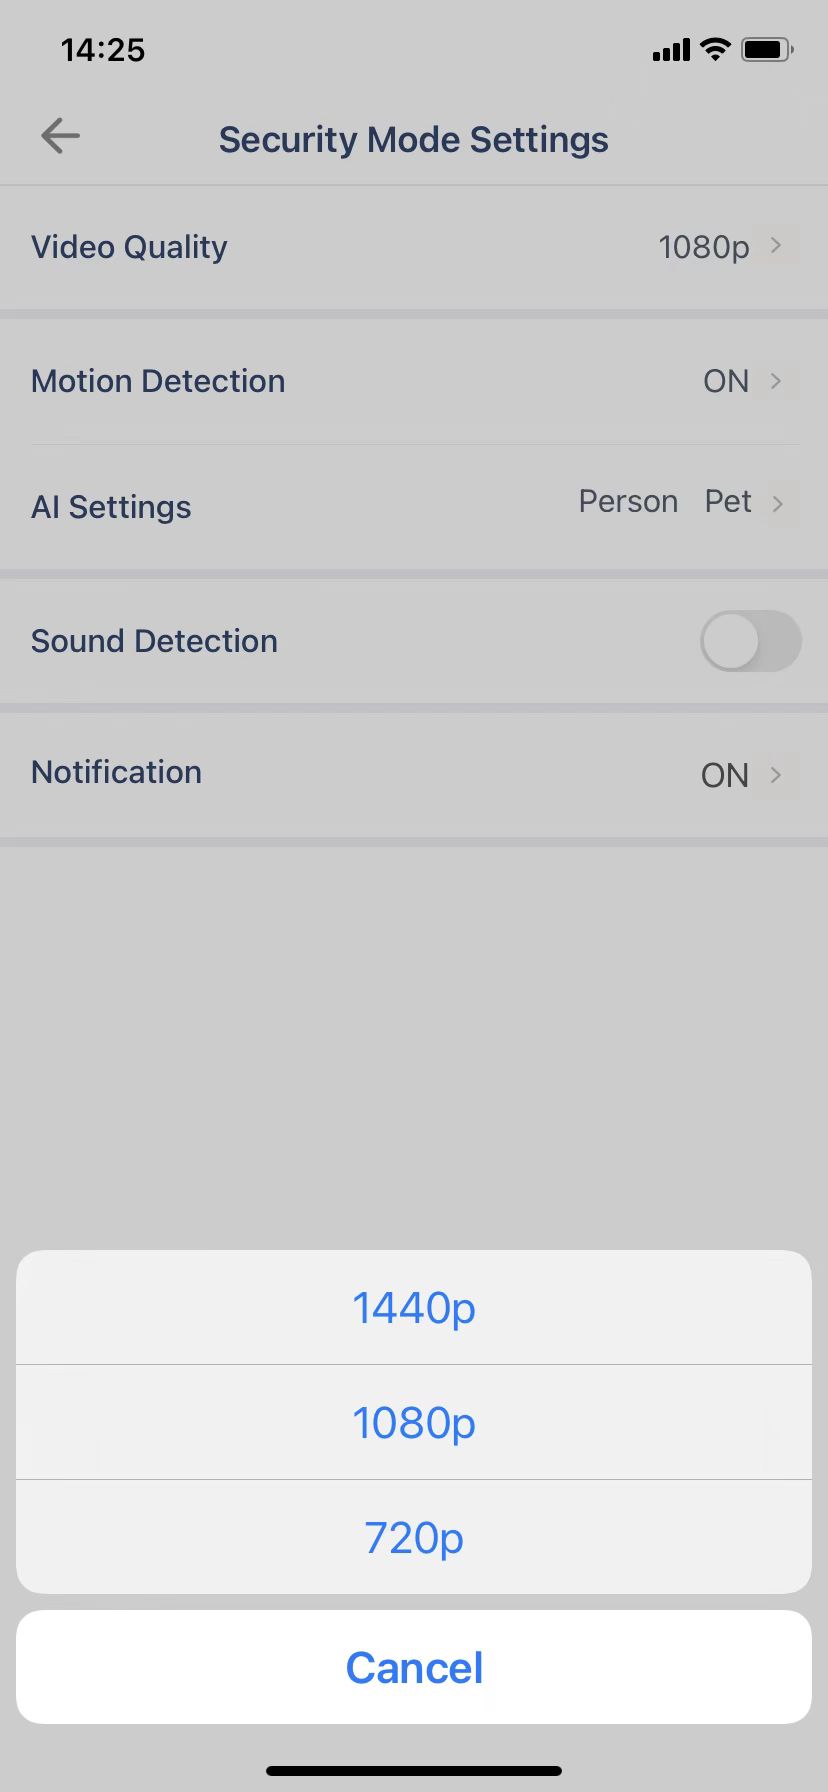 14:25
Security Mode Settings
Video Quality 1080p
Motion Detection ON
AI Settings Person Pet
Sound Detection
Notification ON
1440p
1080p
720p
Cancel